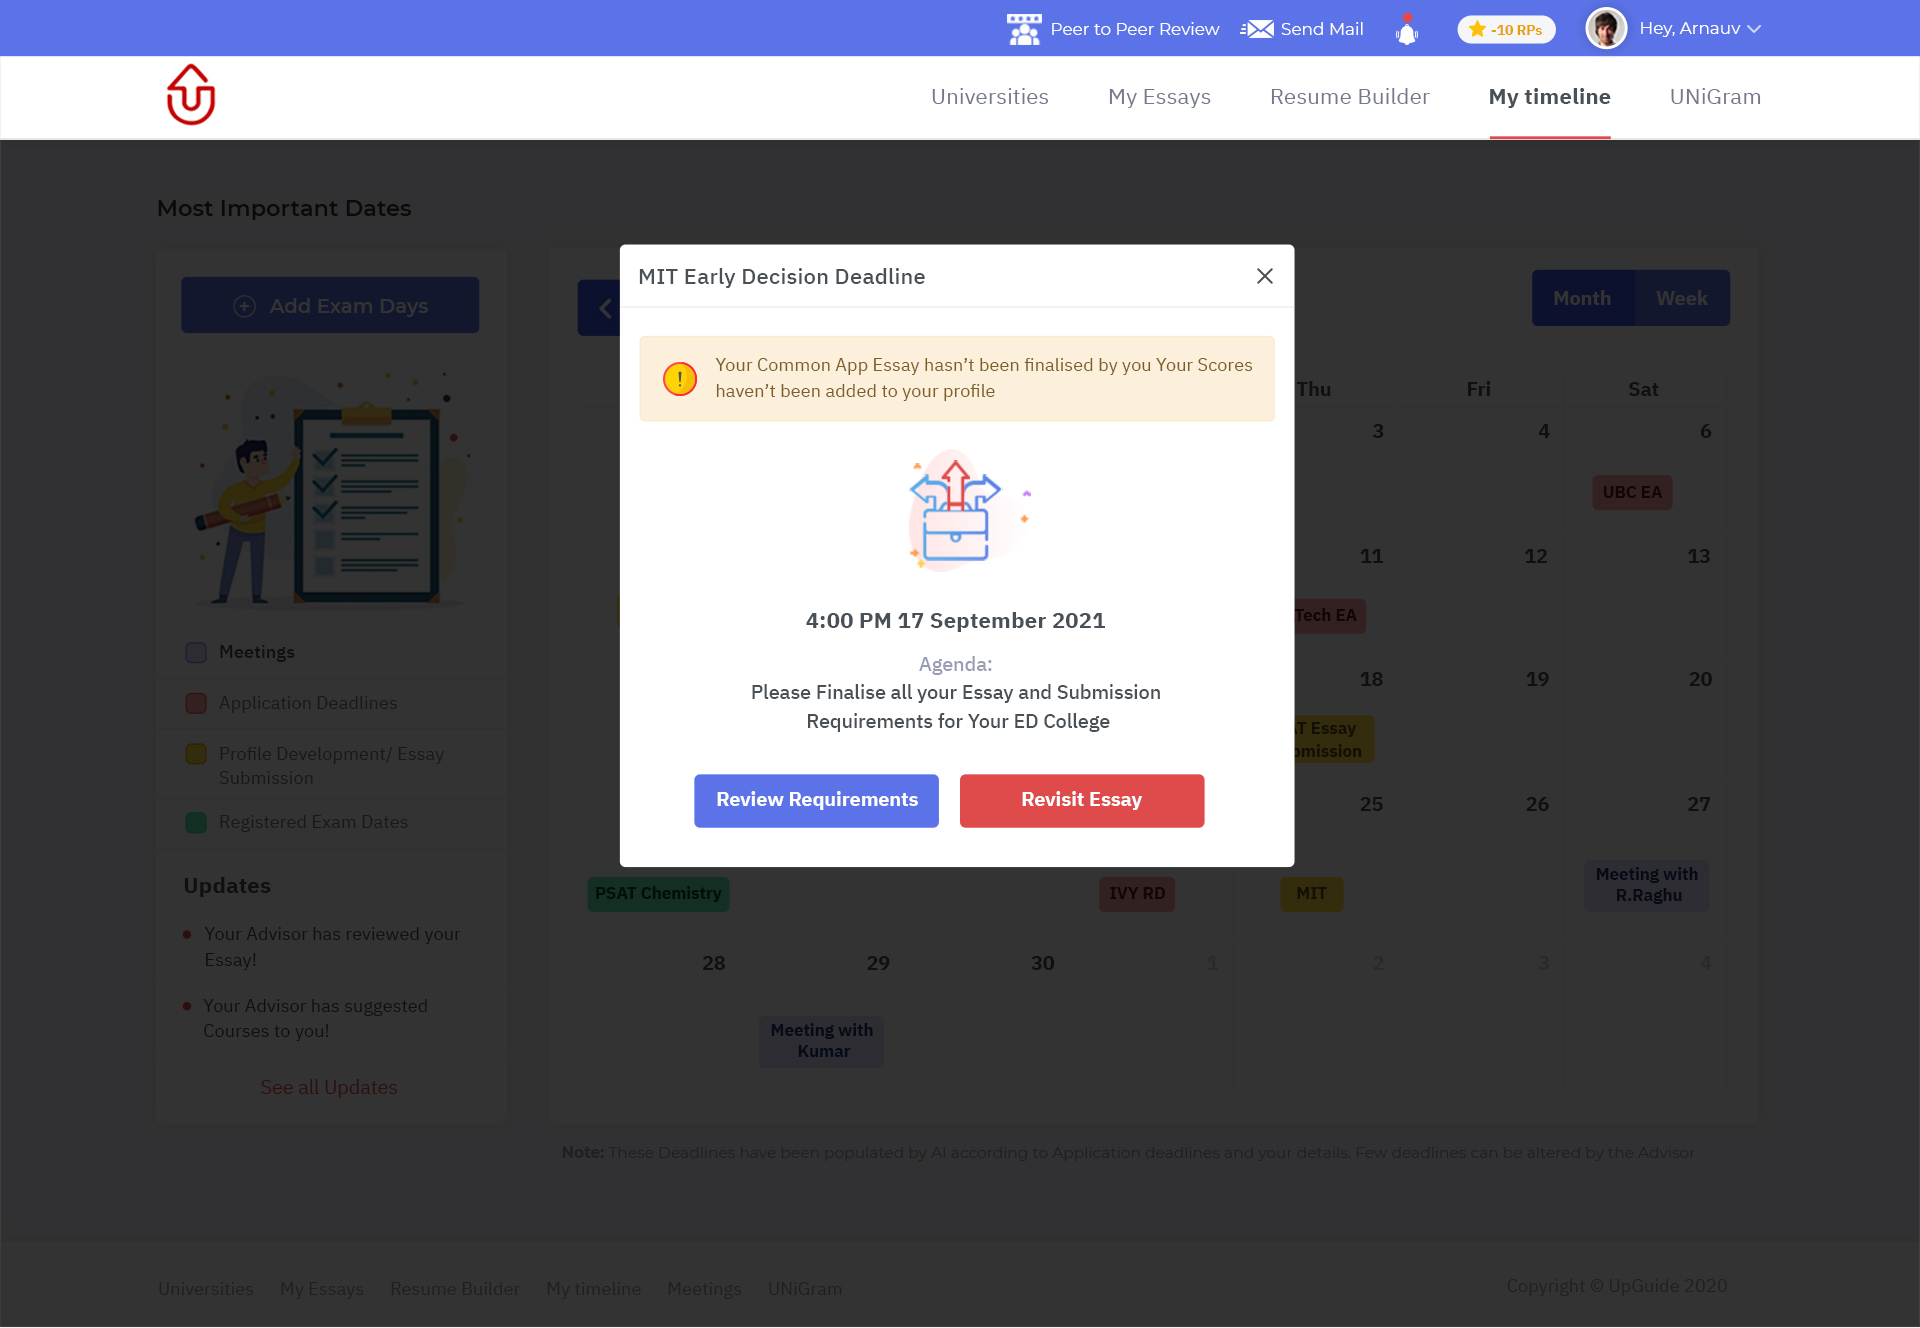 Peer to Peer Review
Send Mail
-10 RPs
Hey, Arnauv
Universities
My Essays
Resume Builder
My timeline
UNiGram
Most Important Dates
Add Exam Days
Meetings
Application Deadlines
Profile Development/ Essay
Submission
Registered Exam Dates
Updates
Your Advisor has reviewed your
Essay!
Your Advisor has suggested
Courses to you!
See all Updates
MIT Early Decision Deadline
Your Common App Essay hasn’t been finalised by you Your Scores
haven’t been added to your profile
4:00 PM 17 September 2021
Agenda:
Please Finalise all your Essay and Submission
Requirements for Your ED College
Review Requirements
Revisit Essay
Month
Week
Thu
Fri
Sat
3
4
6
UBC EA
11
12
13
Tech EA
18
19
20
Essay
25
26
27
PSAT Chemistry
IVY RD
MIT
Meeting with
R.Raghu
28
29
30
1
2
3
4
Meeting with
Kumar
Note: These Deadlines have been populated by AI according to Application deadlines and your details. Few deadlines can be altered by the Advisor
Universities
My Essays
Resume Builder
My timeline
Meetings
UNiGram
Copyright © UpGuide 2020